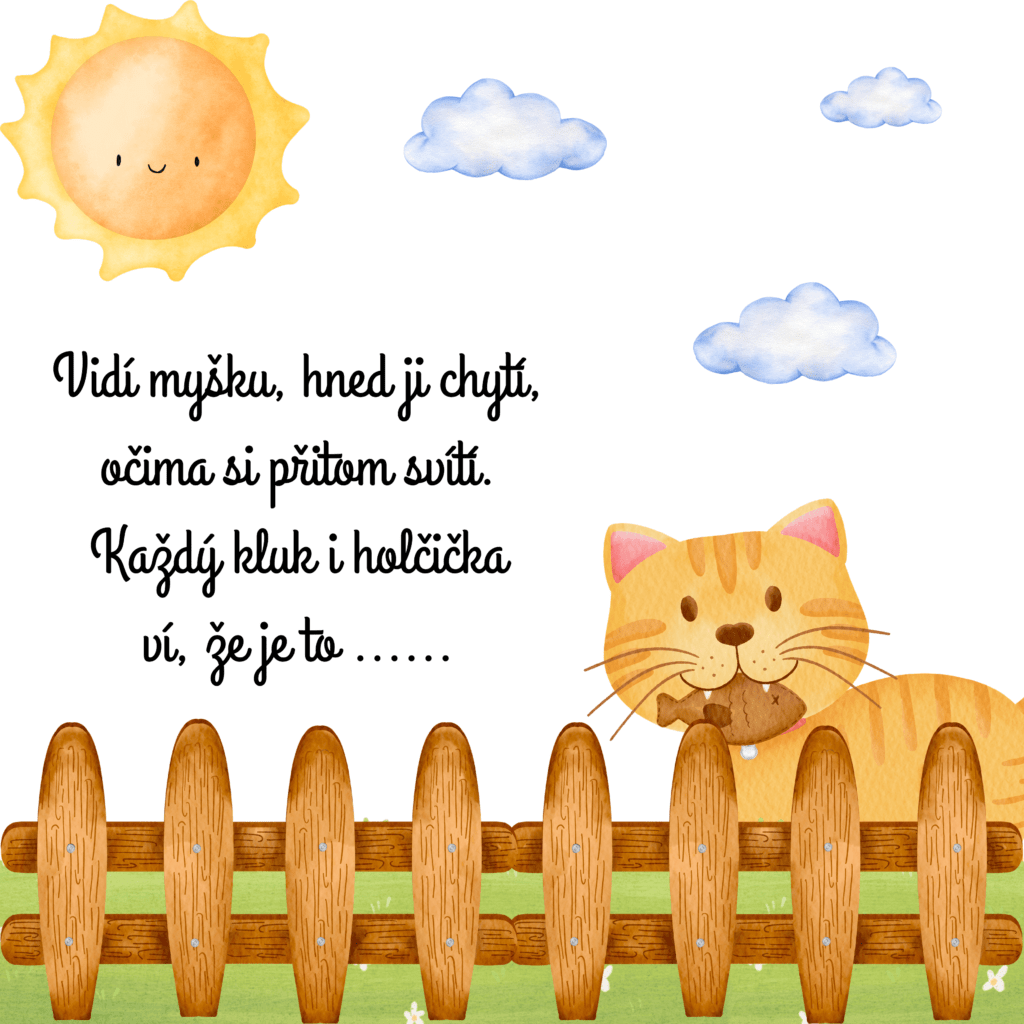 Vidí myšku, hned ji chytí,
očima si přitom svítí.
Každý kluk i holčička
ví, že je to ......